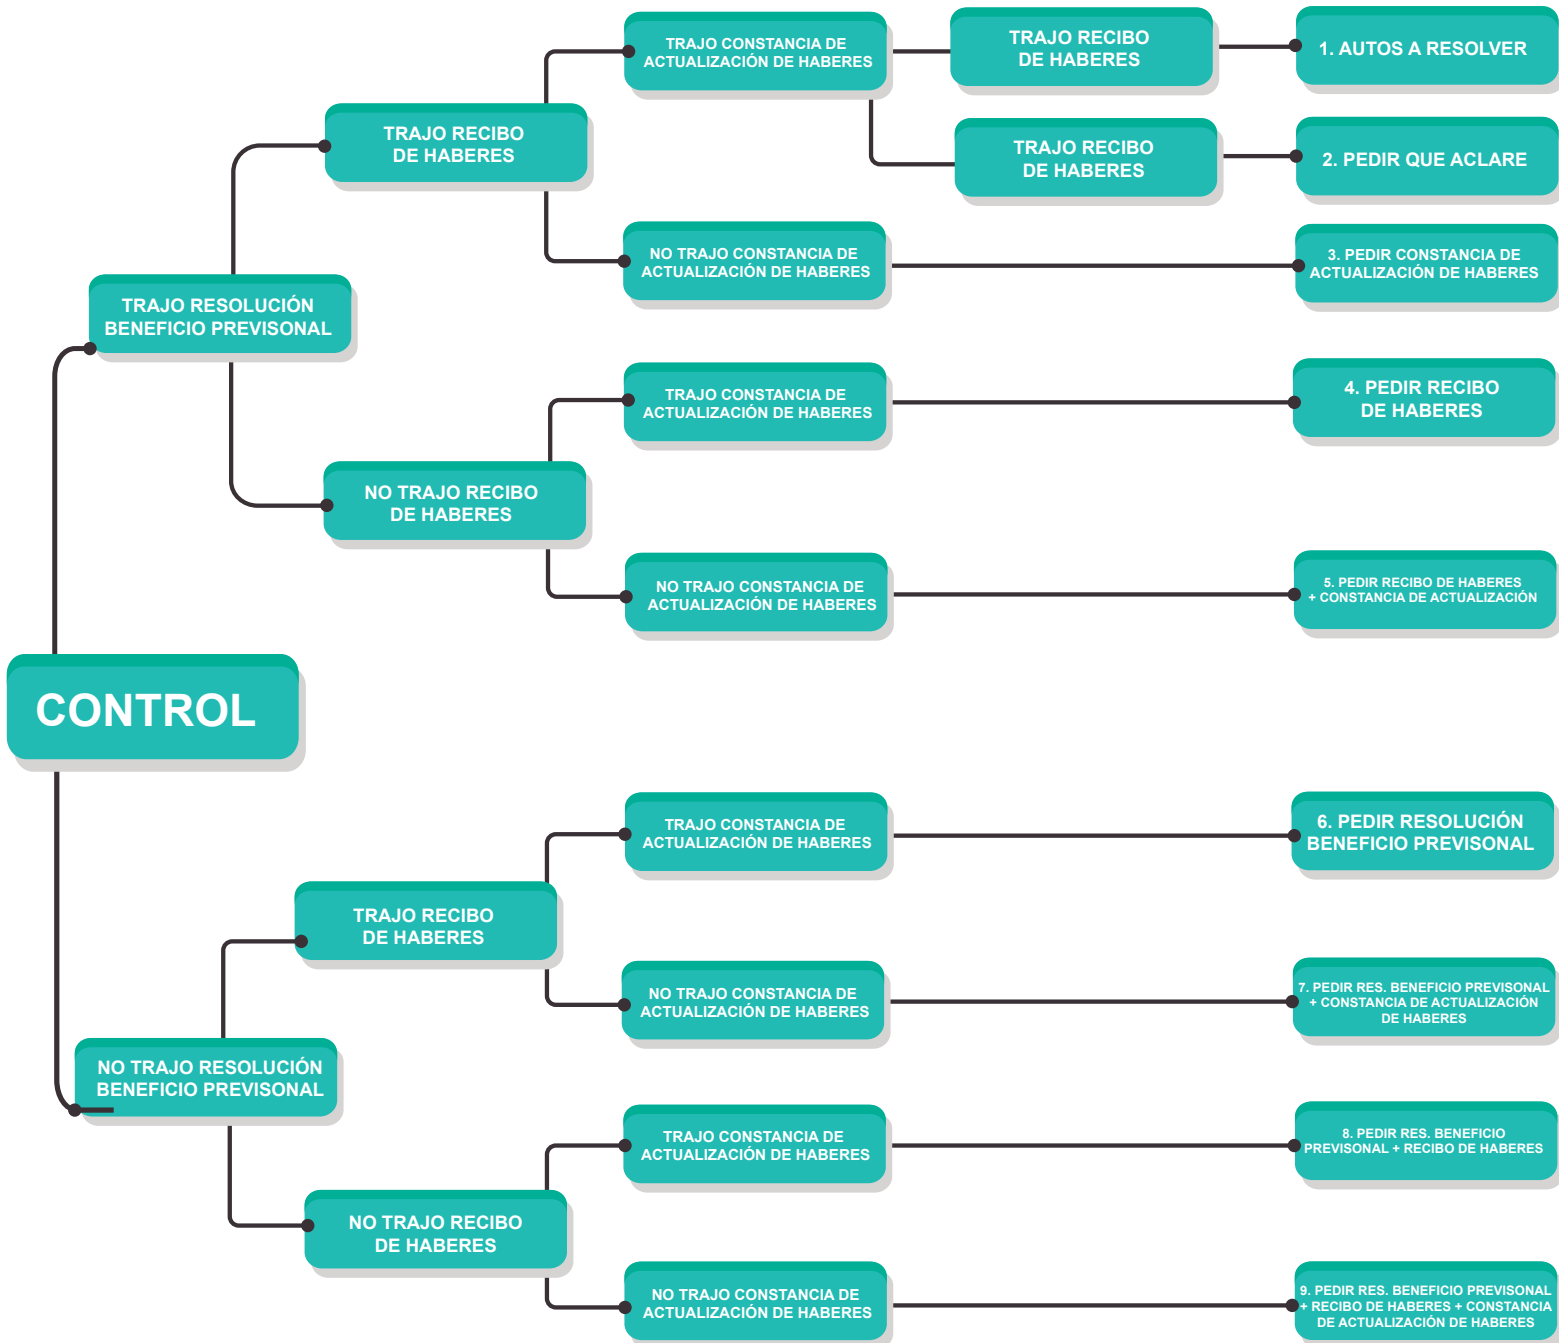 TRAJO CONSTANCIA DE
ACTUALIZACIÓN DE HABERES
TRAJO RECIBO
DE HABERES
1. AUTOS A RESOLVER
TRAJO RECIBO
DE HABERES
TRAJO RECIBO
DE HABERES
2. PEDIR QUE ACLARE
NO TRAJO CONSTANCIA DE
ACTUALIZACIÓN DE HABERES
3. PEDIR CONSTANCIA DE
ACTUALIZACIÓN DE HABERES
TRAJO RESOLUCIÓN
BENEFICIO PREVISONAL
TRAJO CONSTANCIA DE
ACTUALIZACIÓN DE HABERES
4. PEDIR RECIBO
DE HABERES
NO TRAJO RECIBO
DE HABERES
NO TRAJO CONSTANCIA DE
ACTUALIZACIÓN DE HABERES
5. PEDIR RECIBO DE HABERES
+ CONSTANCIA DE ACTUALIZACIÓN
CONTROL
TRAJO CONSTANCIA DE
ACTUALIZACIÓN DE HABERES
6. PEDIR RESOLUCIÓN
BENEFICIO PREVISONAL
TRAJO RECIBO
DE HABERES
NO TRAJO CONSTANCIA DE
ACTUALIZACIÓN DE HABERES
7. PEDIR RES. BENEFICIO PREVISONAL
+ CONSTANCIA DE ACTUALIZACIÓN
DE HABERES
NO TRAJO RESOLUCIÓN
BENEFICIO PREVISONAL
TRAJO CONSTANCIA DE
ACTUALIZACIÓN DE HABERES
8. PEDIR RES. BENEFICIO
PREVISONAL + RECIBO DE HABERES
NO TRAJO RECIBO
DE HABERES
NO TRAJO CONSTANCIA DE
ACTUALIZACIÓN DE HABERES
9. PEDIR RES. BENEFICIO PREVISONAL
+ RECIBO DE HABERES + CONSTANCIA
DE ACTUALIZACIÓN DE HABERES